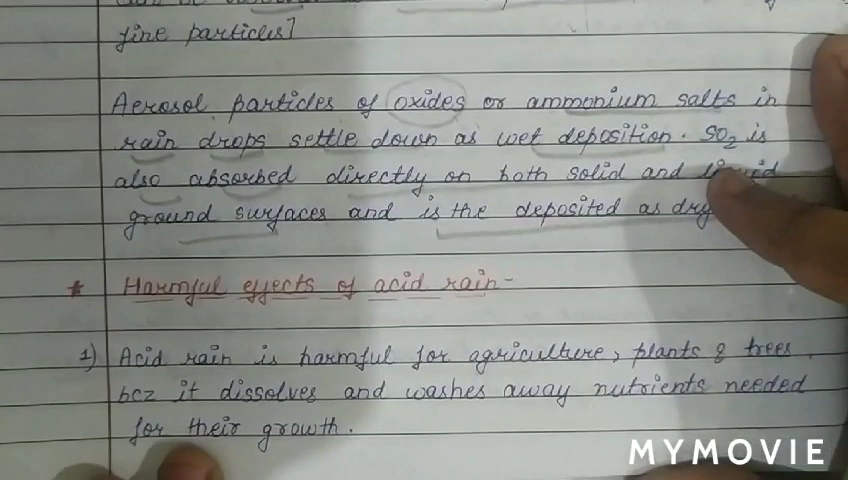 fine particles]
Aerosol particles of oxides or ammonium salts in
rain drops settle down as wet deposition. SO2 is
also absorbed directly on both solid and liquid
ground surfaces and is the deposited as dry
* Harmful effects of acid rain-
1) Acid rain is harmful for agriculture, plants & trees.
bcz it dissolves and washes away nutrients needed
for their growth.
MYMOVIE